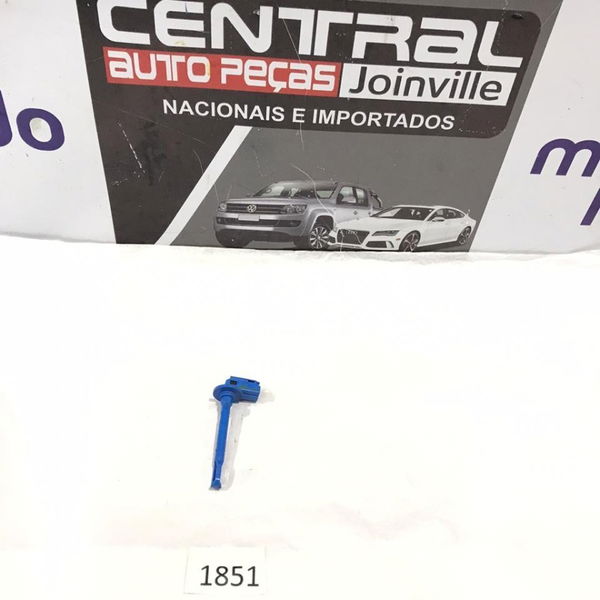 CENTRAL
AUTO PEÇAS Joinville
NACIONAIS E IMPORTADOS
1851